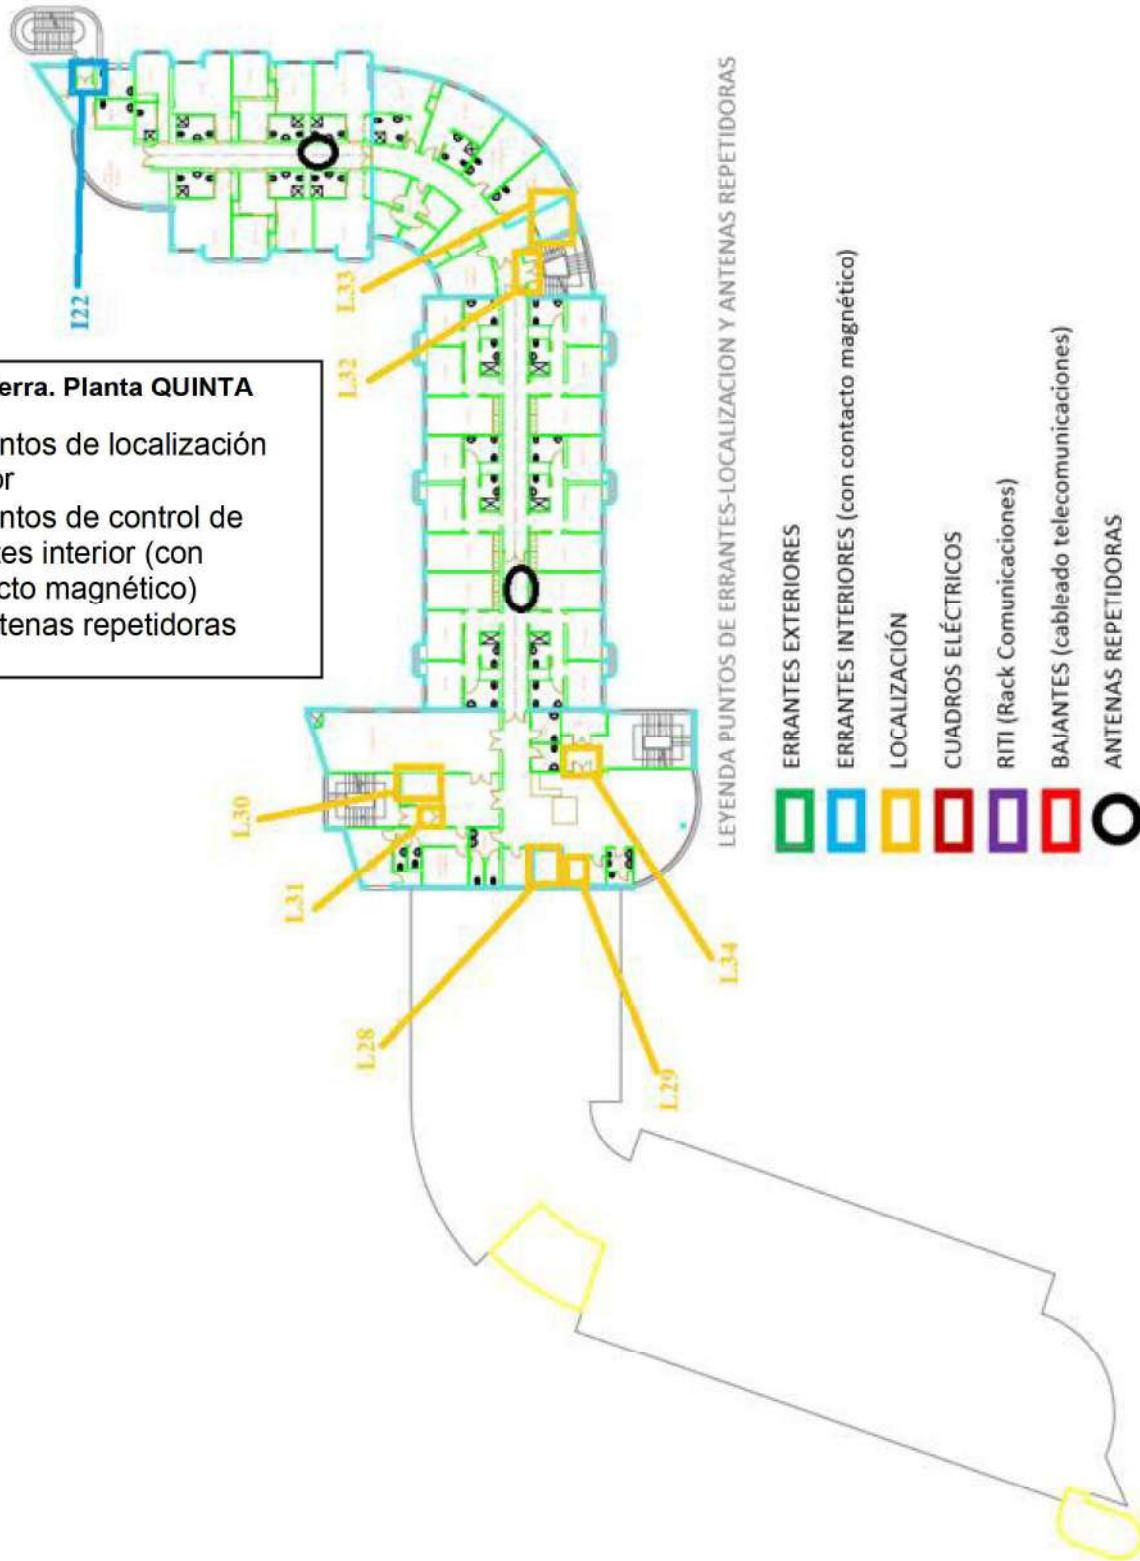 erra. Planta QUINTA
ntos de localización
or
ntos de control de
tes interior (con
cto magnético)
tenas repetidoras
I22
L33
L32
L30
L31
L28
L29
L34
LEYENDA PUNTOS DE ERRANTES-LOCALIZACION Y ANTENAS REPETIDORAS
ERRANTES EXTERIORES
ERRANTES INTERIORES (con contacto magnético)
LOCALIZACIÓN
CUADROS ELÉCTRICOS
RITI (Rack Comunicaciones)
BAJANTES (cableado telecomunicaciones)
ANTENAS REPETIDORAS